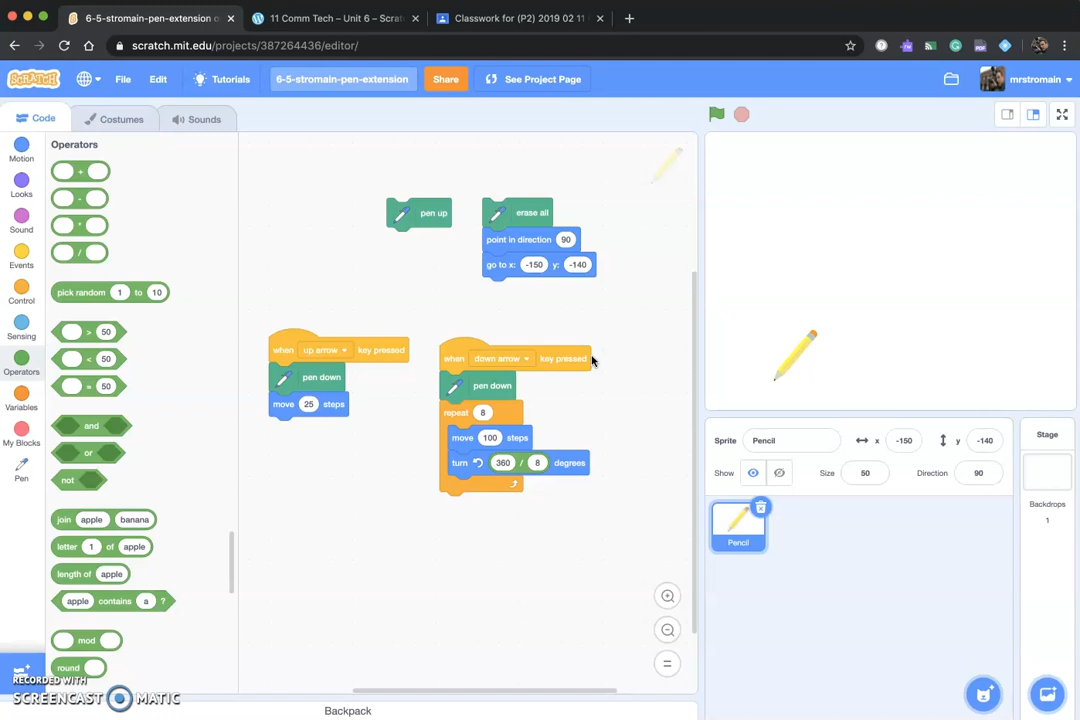 6-5-stromain-pen-extension o
11 Comm Tech – Unit 6 – Scrat
Classwork for (P2) 2019 02 11
scratch.mit.edu/projects/387264436/editor/
SCRATCH
File
Edit
Tutorials
6-5-stromain-pen-extension
Share
See Project Page
mrstromain
Code
Costumes
Sounds
Motion
Looks
Sound
Events
Control
Sensing
Operators
Variables
My Blocks
Pen
Operators
+
-
*
/
pick random 1 to 10
> 50
< 50
= 50
and
or
not
join apple banana
letter 1 of apple
length of apple
apple contains a ?
mod
round
pen up
erase all
point in direction 90
go to x: -150 y: -140
when up arrow key pressed
pen down
move 25 steps
when down arrow key pressed
pen down
repeat 8
move 100 steps
turn 360 / 8 degrees
Sprite Pencil x -150 y -140
Show Size 50 Direction 90
Pencil
Stage
Backdrops
1
Backpack
RECORDED WITH
SCREENCAST MATIC